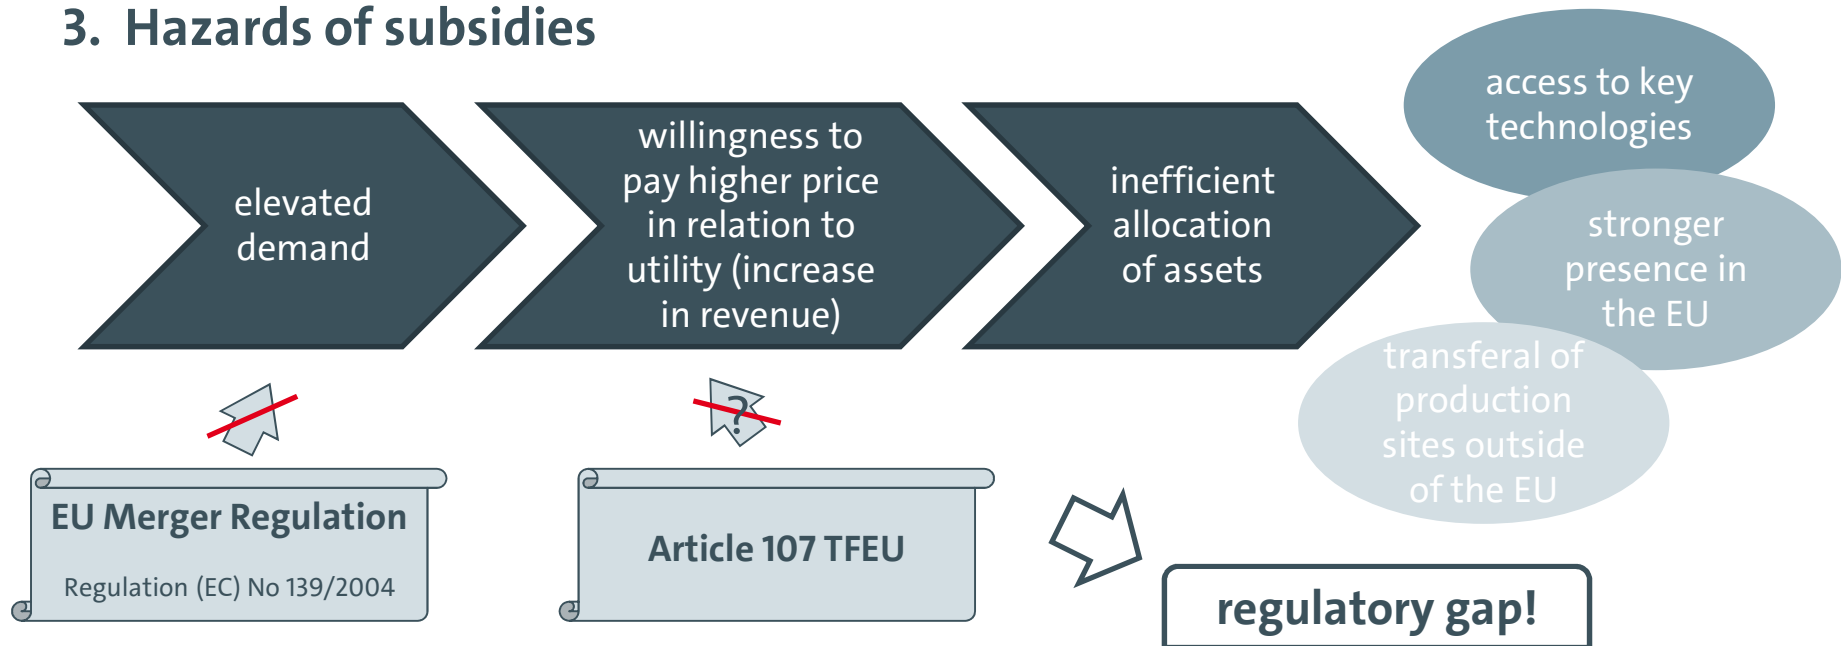 3. Hazards of subsidies
elevated
demand
willingness to
pay higher price
in relation to
utility (increase
in revenue)
inefficient
allocation
of assets
access to key
technologies
stronger
presence in
the EU
transferal of
production
sites outside
of the EU
?
EU Merger Regulation
Regulation (EC) No 139/2004
Article 107 TFEU
regulatory gap!